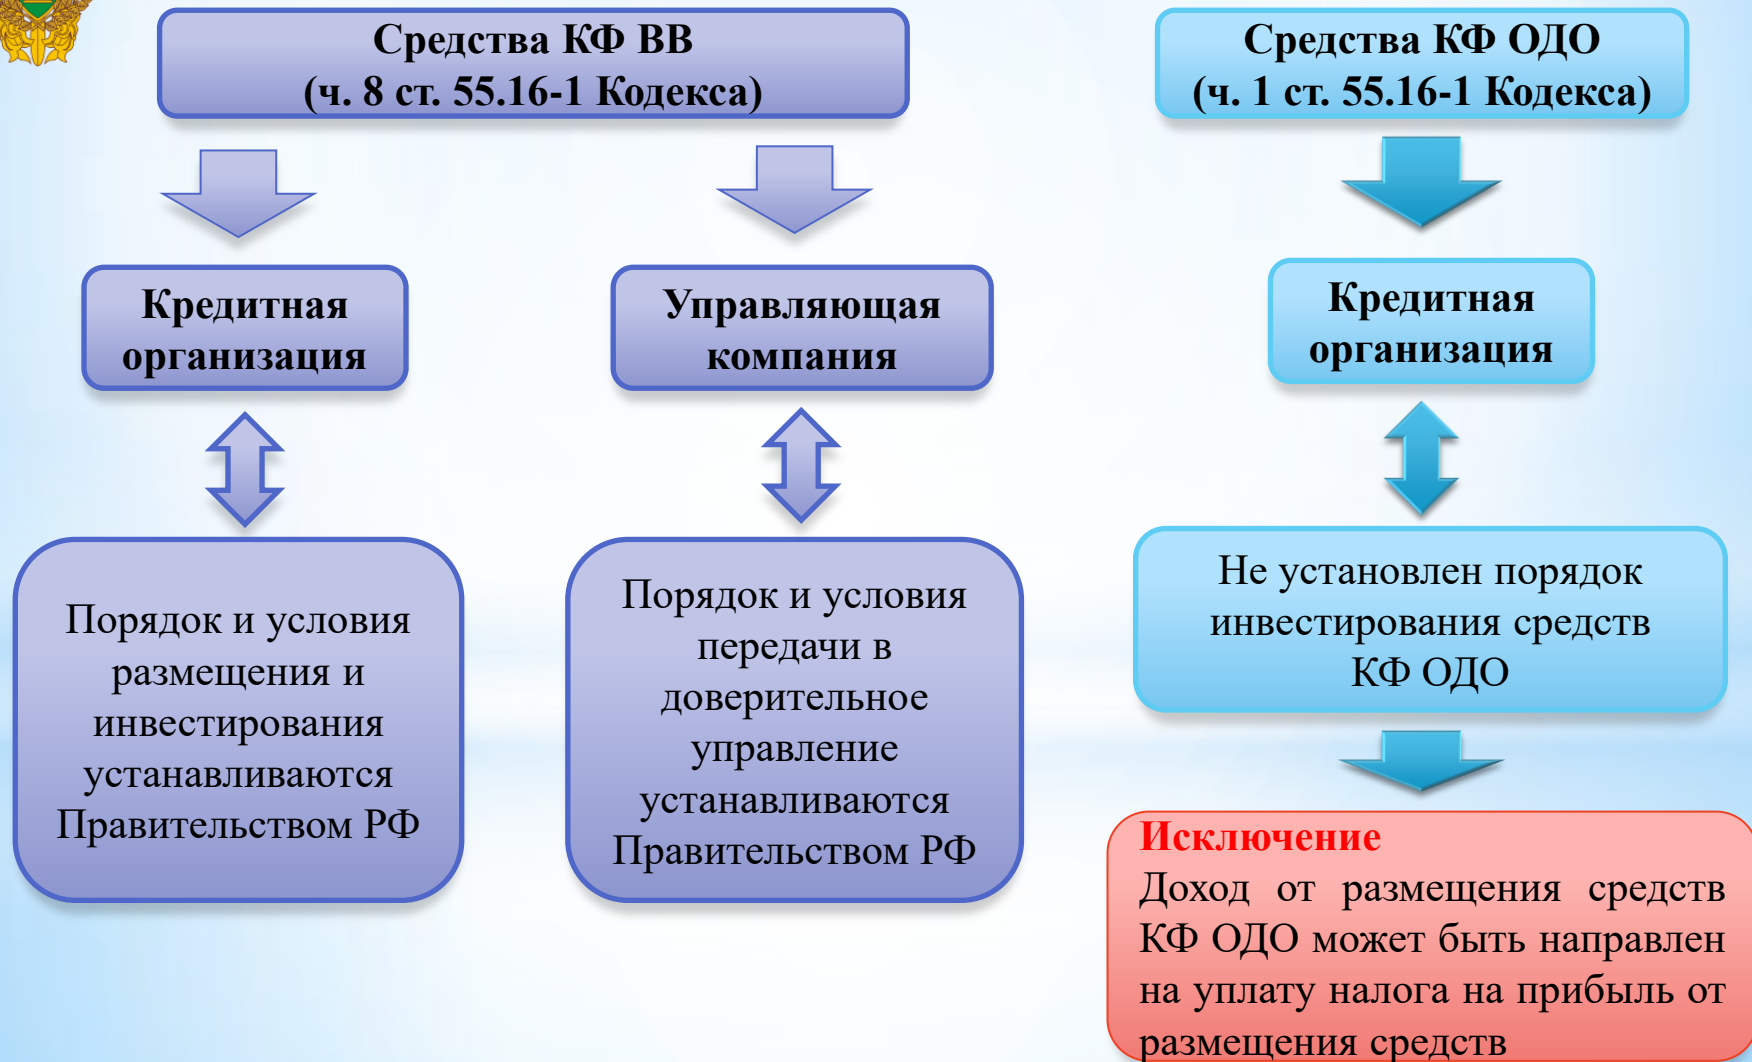 Средства КФ ВВ
(ч. 8 ст. 55.16-1 Кодекса)
Кредитная
организация
Управляющая
компания
Порядок и условия
размещения и
инвестирования
устанавливаются
Правительством РФ
Порядок и условия
передачи в
доверительное
управление
устанавливаются
Правительством РФ
Средства КФ ОДО
(ч. 1 ст. 55.16-1 Кодекса)
Кредитная
организация
Не установлен порядок
инвестирования средств
КФ ОДО
Исключение
Доход от размещения средств
КФ ОДО может быть направлен
на уплату налога на прибыль от
размещения средств